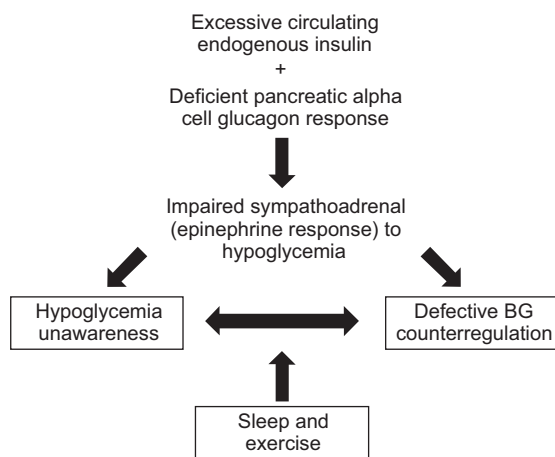 Excessive circulating
endogenous insulin
+
Deficient pancreatic alpha
cell glucagon response
Impaired sympathoadrenal
(epinephrine response) to
hypoglycemia
Hypoglycemia
unawareness
Defective BG
counterregulation
Sleep and
exercise